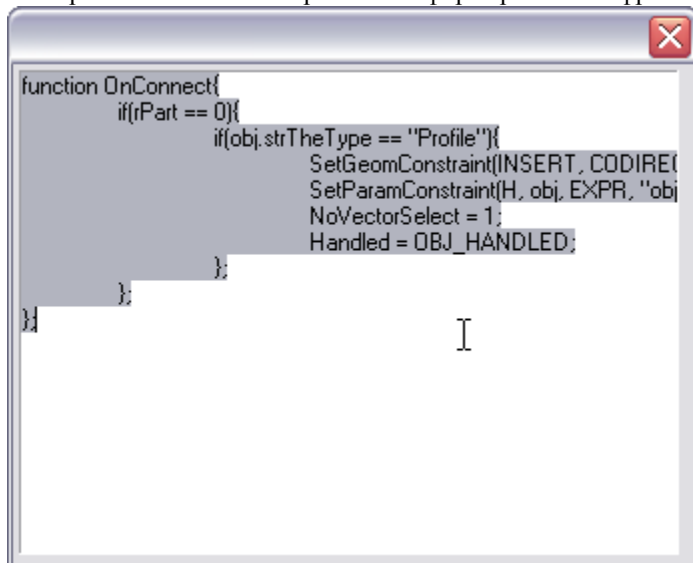 function OnConnect{
if(rPart == 0){
if(obj.strTheType == "Profile"){
SetGeomConstraint(INSERT, CODIRE
SetParamConstraint(H, obj, EXPR, "obj
NoVectorSelect = 1;
Handled = OBJ_HANDLED;
};
};
};